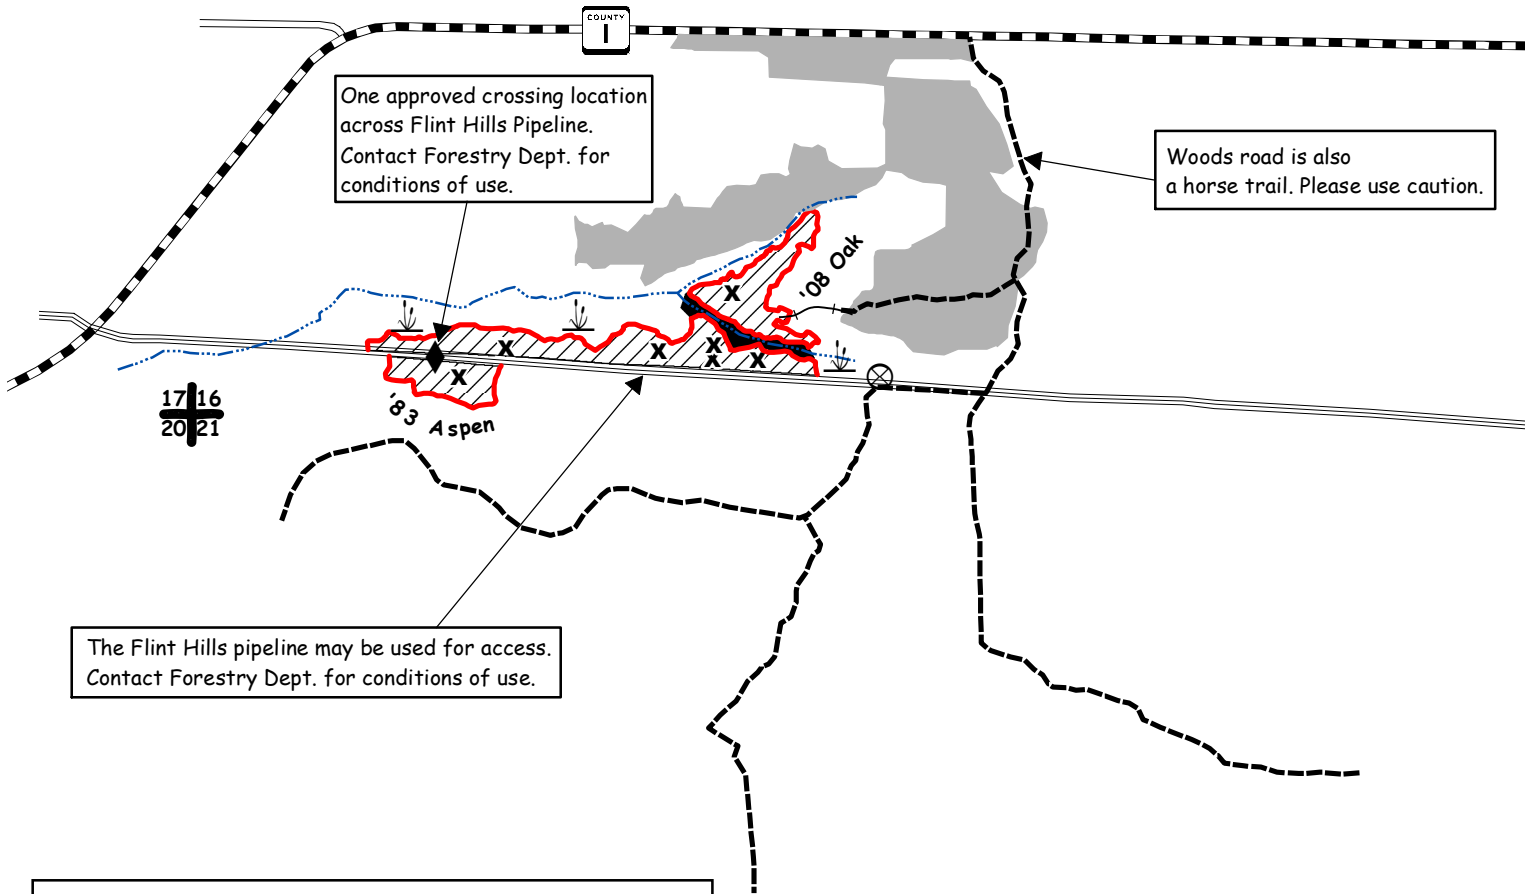 COUNTY
I
One approved crossing location
across Flint Hills Pipeline.
Contact Forestry Dept. for
conditions of use.
Woods road is also
a horse trail. Please use caution.
'08 Oak
X
X
X
X
X
X
X
17 16
20 21
'83 Aspen
The Flint Hills pipeline may be used for access.
Contact Forestry Dept. for conditions of use.